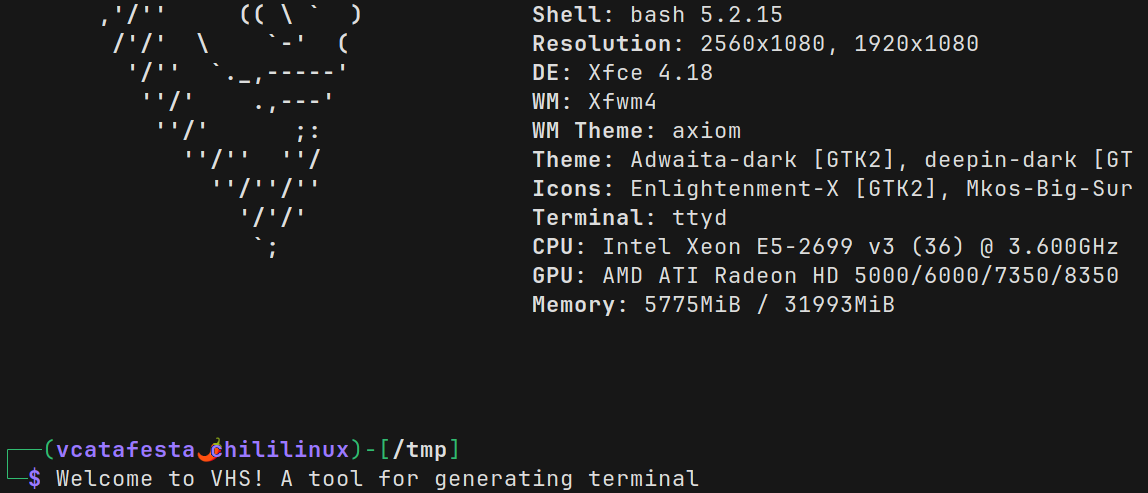 Shell: bash 5.2.15
Resolution: 2560x1080, 1920x1080
DE: Xfce 4.18
WM: Xfwm4
WM Theme: axiom
Theme: Adwaita-dark [GTK2], deepin-dark [GT
Icons: Enlightenment-X [GTK2], Mkos-Big-Sur
Terminal: ttyd
CPU: Intel Xeon E5-2699 v3 (36) @ 3.600GHz
GPU: AMD ATI Radeon HD 5000/6000/7350/8350
Memory: 5775MiB / 31993MiB
┌──(vcatafesta🌶️chililinux)-[/tmp]
└─$ Welcome to VHS! A tool for generating terminal